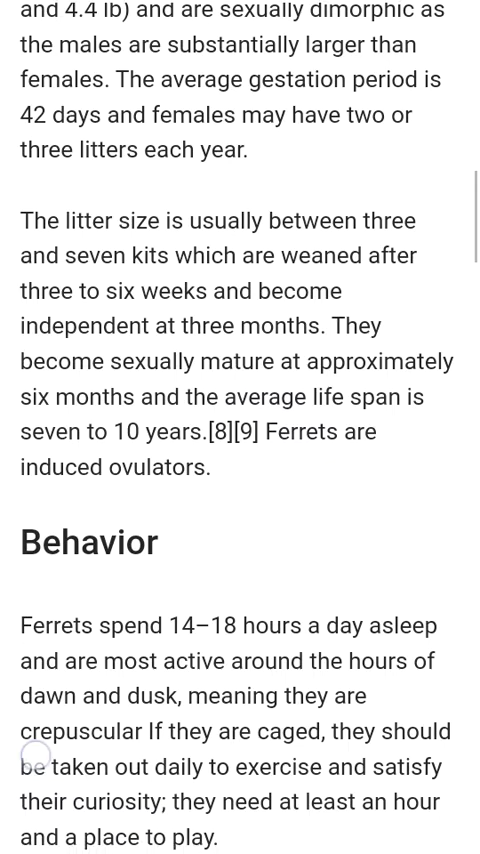 and 4.4 lb) and are sexually dimorphic as
the males are substantially larger than
females. The average gestation period is
42 days and females may have two or
three litters each year.
The litter size is usually between three
and seven kits which are weaned after
three to six weeks and become
independent at three months. They
become sexually mature at approximately
six months and the average life span is
seven to 10 years.[8][9] Ferrets are
induced ovulators.
Behavior
Ferrets spend 14–18 hours a day asleep
and are most active around the hours of
dawn and dusk, meaning they are
crepuscular If they are caged, they should
be taken out daily to exercise and satisfy
their curiosity; they need at least an hour
and a place to play.